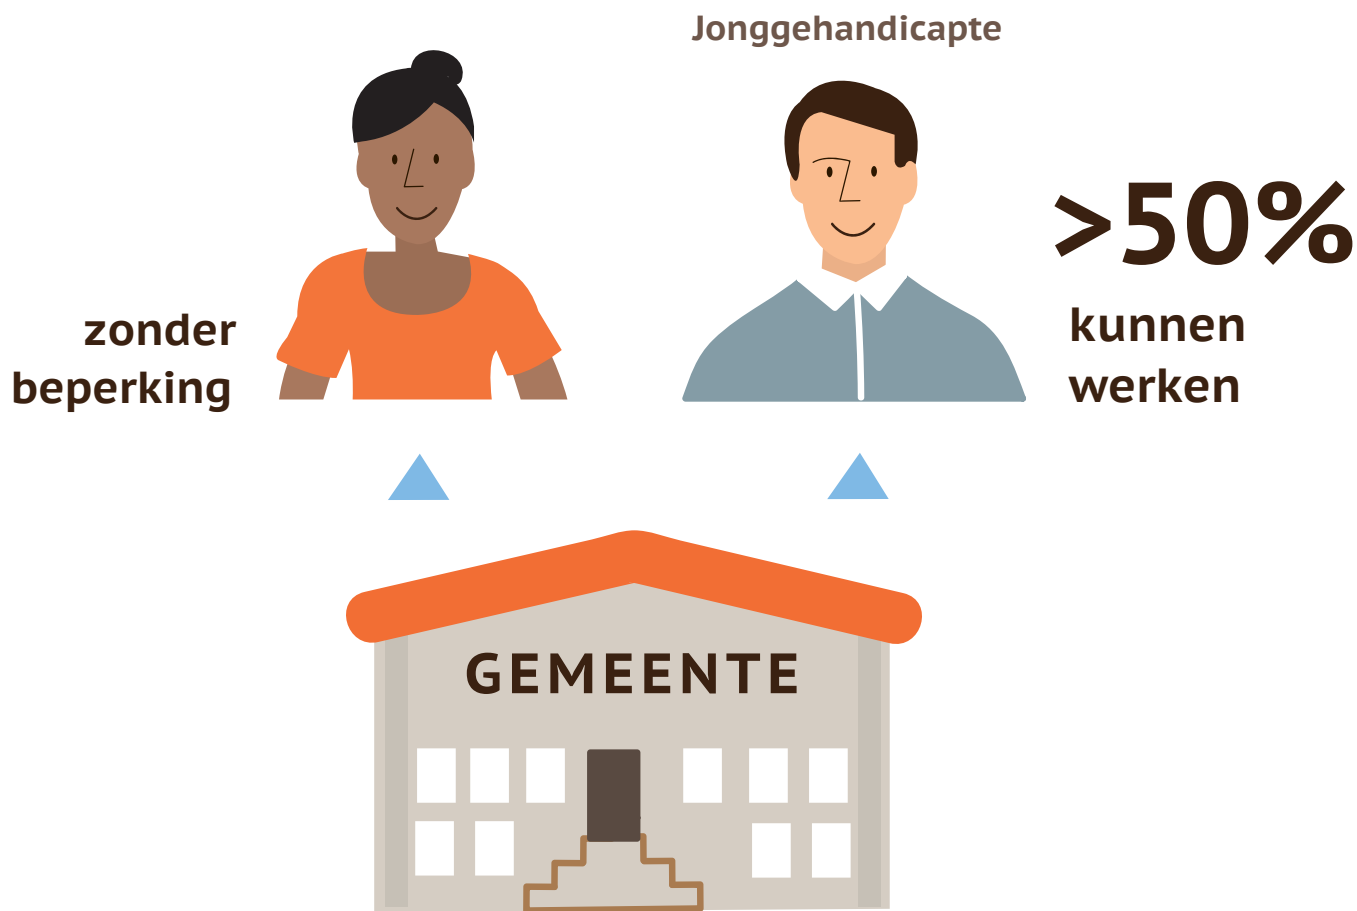 Jonggehandicapte
zonder
beperking
>50%
kunnen
werken
GEMEENTE